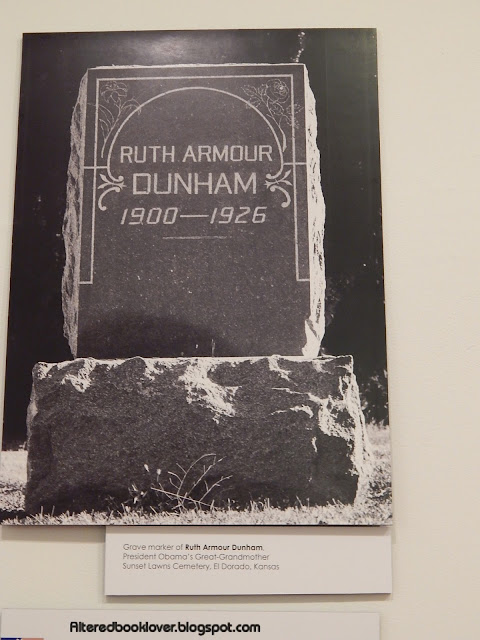 RUTH ARMOUR
DUNHAM
1900—1926
Grave marker of Ruth Armour Dunham,
President Obama's Great-Grandmother
Sunset Lawns Cemetery, El Dorado, Kansas
Alteredbooklover.blogspot.com